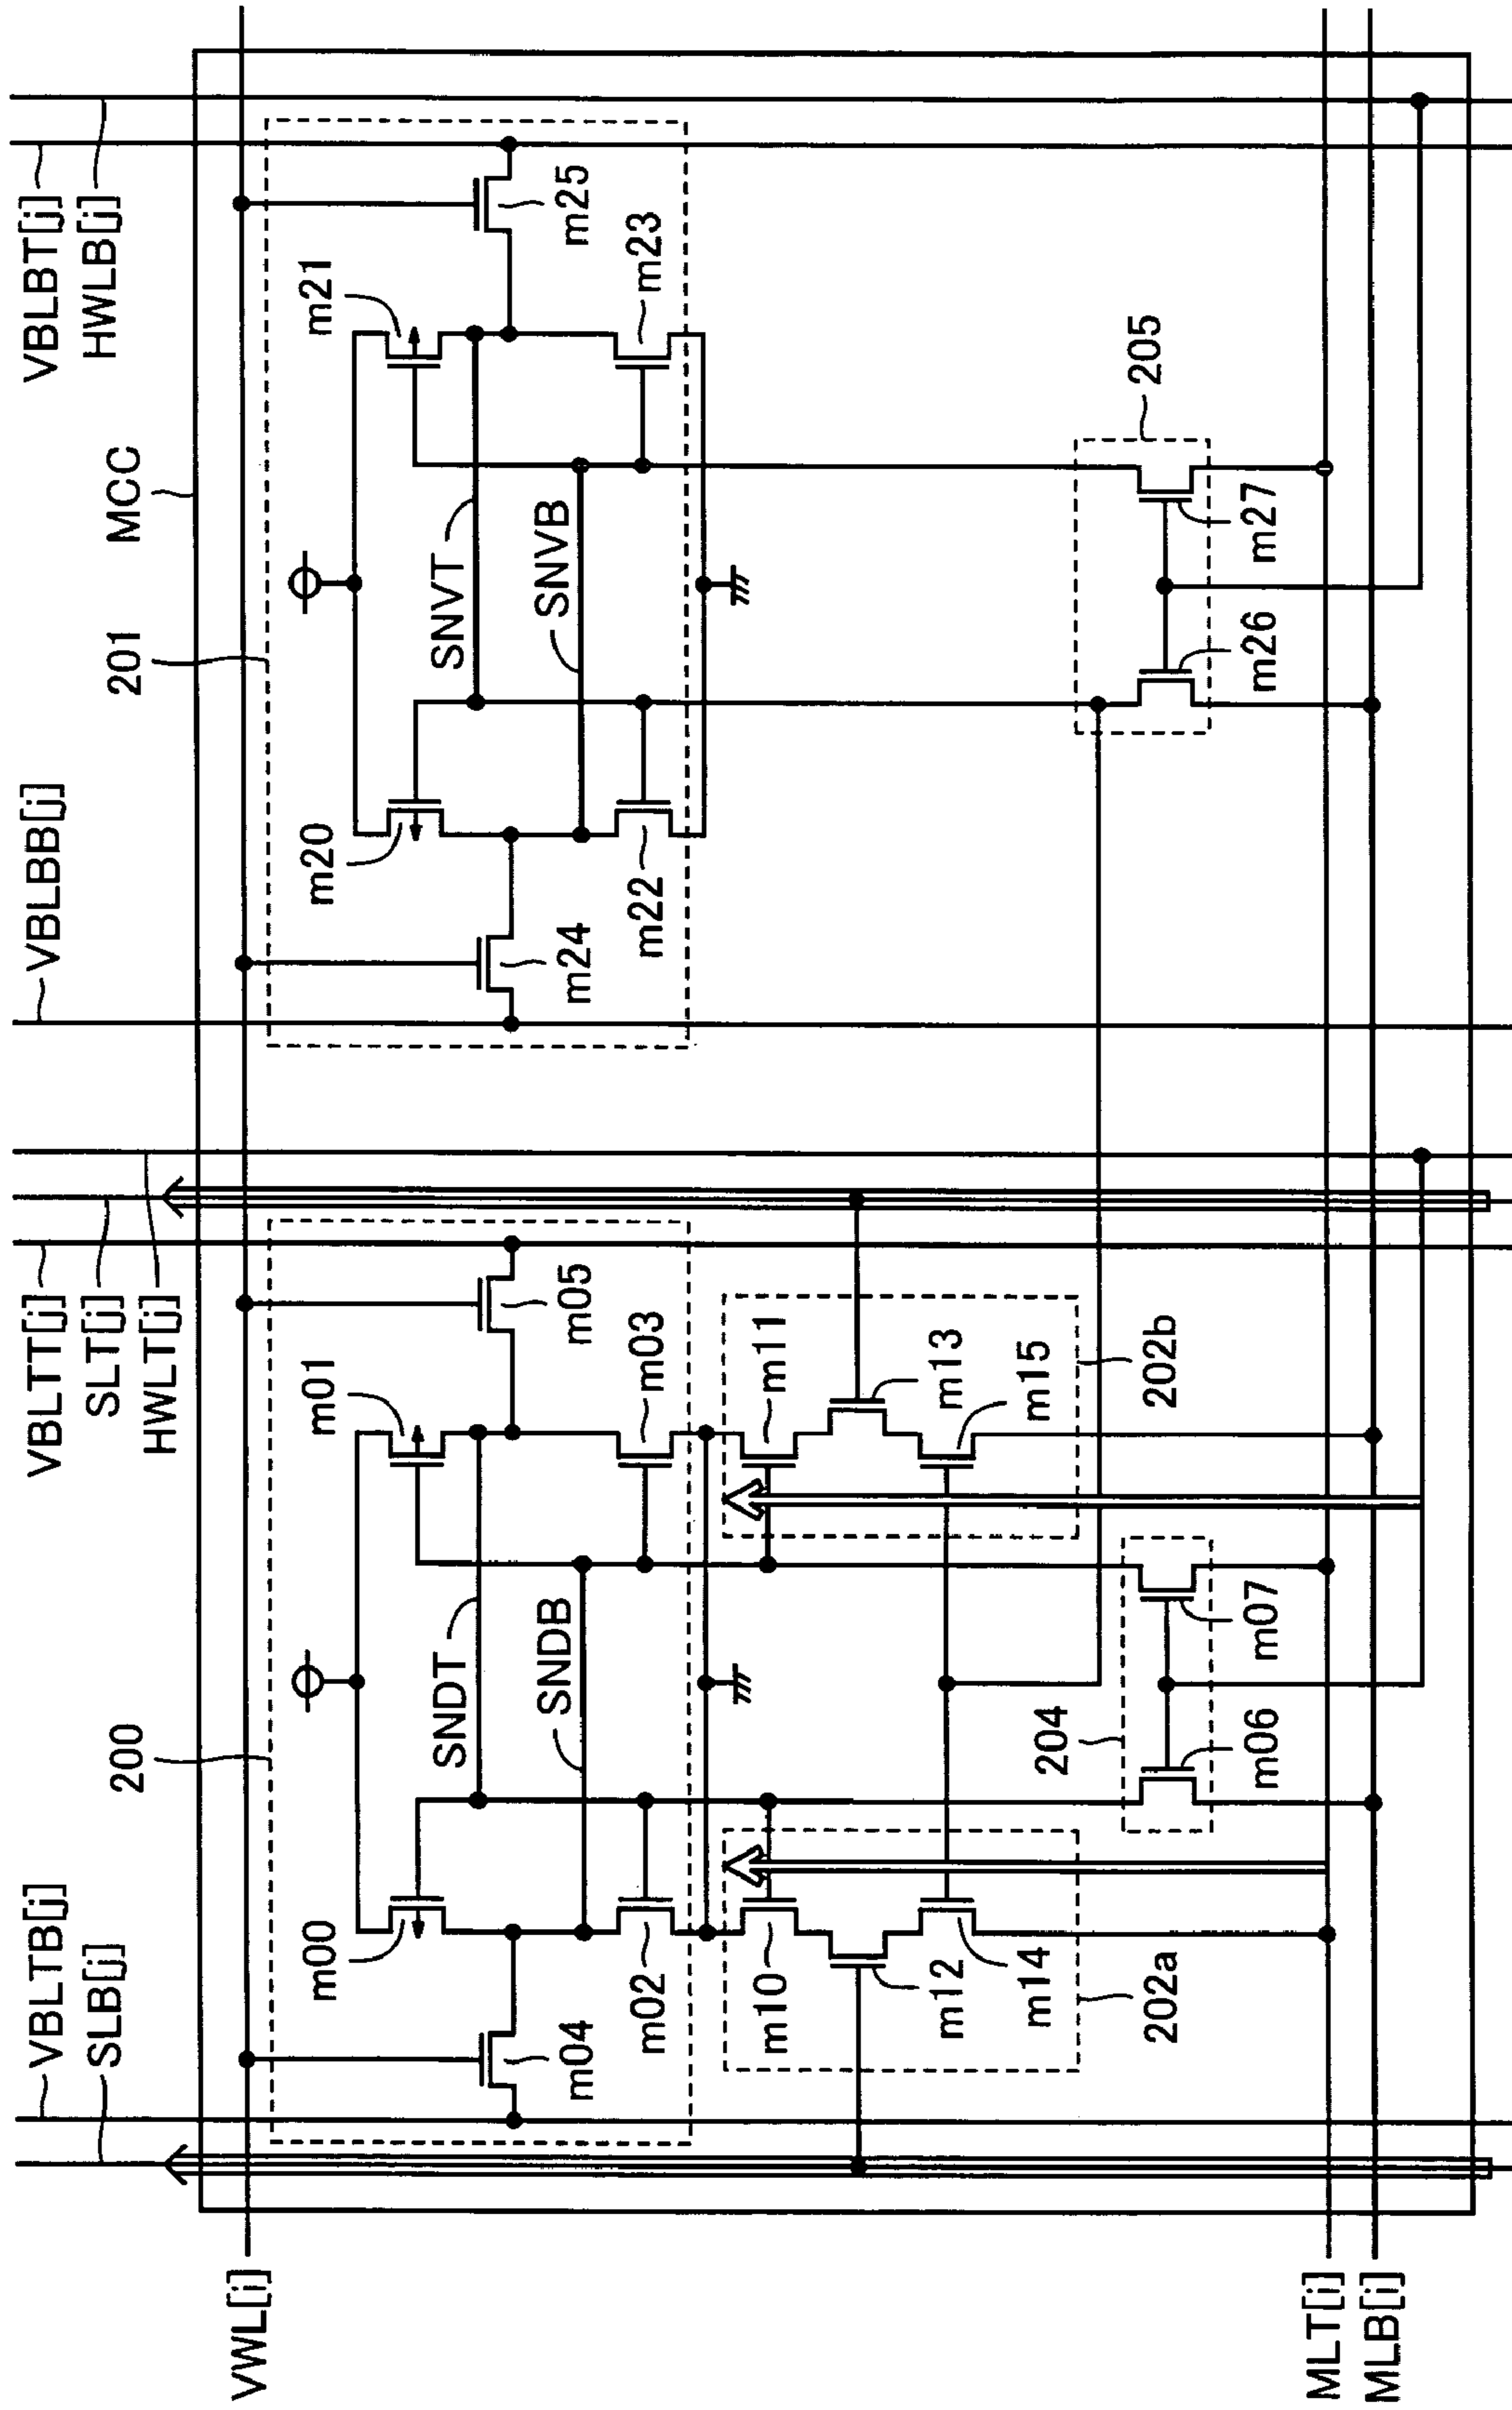 VBLTB[j]
SLB[j]
VBLTT[j]
SLT[j]
HWLT[j]
VBLBB[j]
VBLBT[j]
HWLB[j]
200
201
MCC
VWL[i]
m00
m01
m20
m21
SNDT
SNDB
SNVT
SNVB
m04
m05
m24
m25
m02
m03
m22
m23
m10
m11
m12
m13
m14
m15
202a
202b
204
205
m06
m07
m26
m27
MLT[i]
MLB[i]